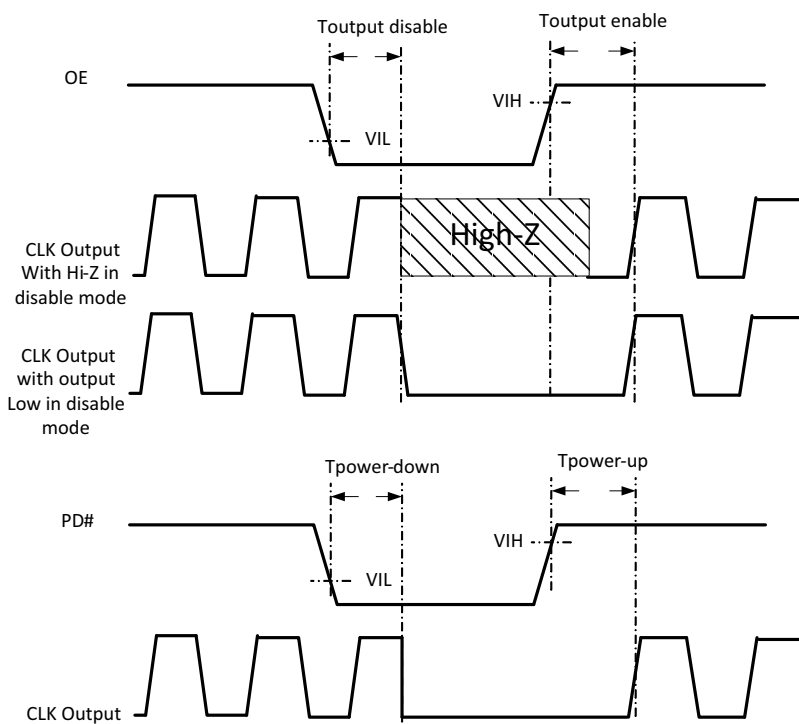 Toutput disable
Toutput enable
OE
VIH
VIL
High-Z
CLK Output
With Hi-Z in
disable mode
CLK Output
with output
Low in disable
mode
Tpower-down
Tpower-up
PD#
VIH
VIL
CLK Output